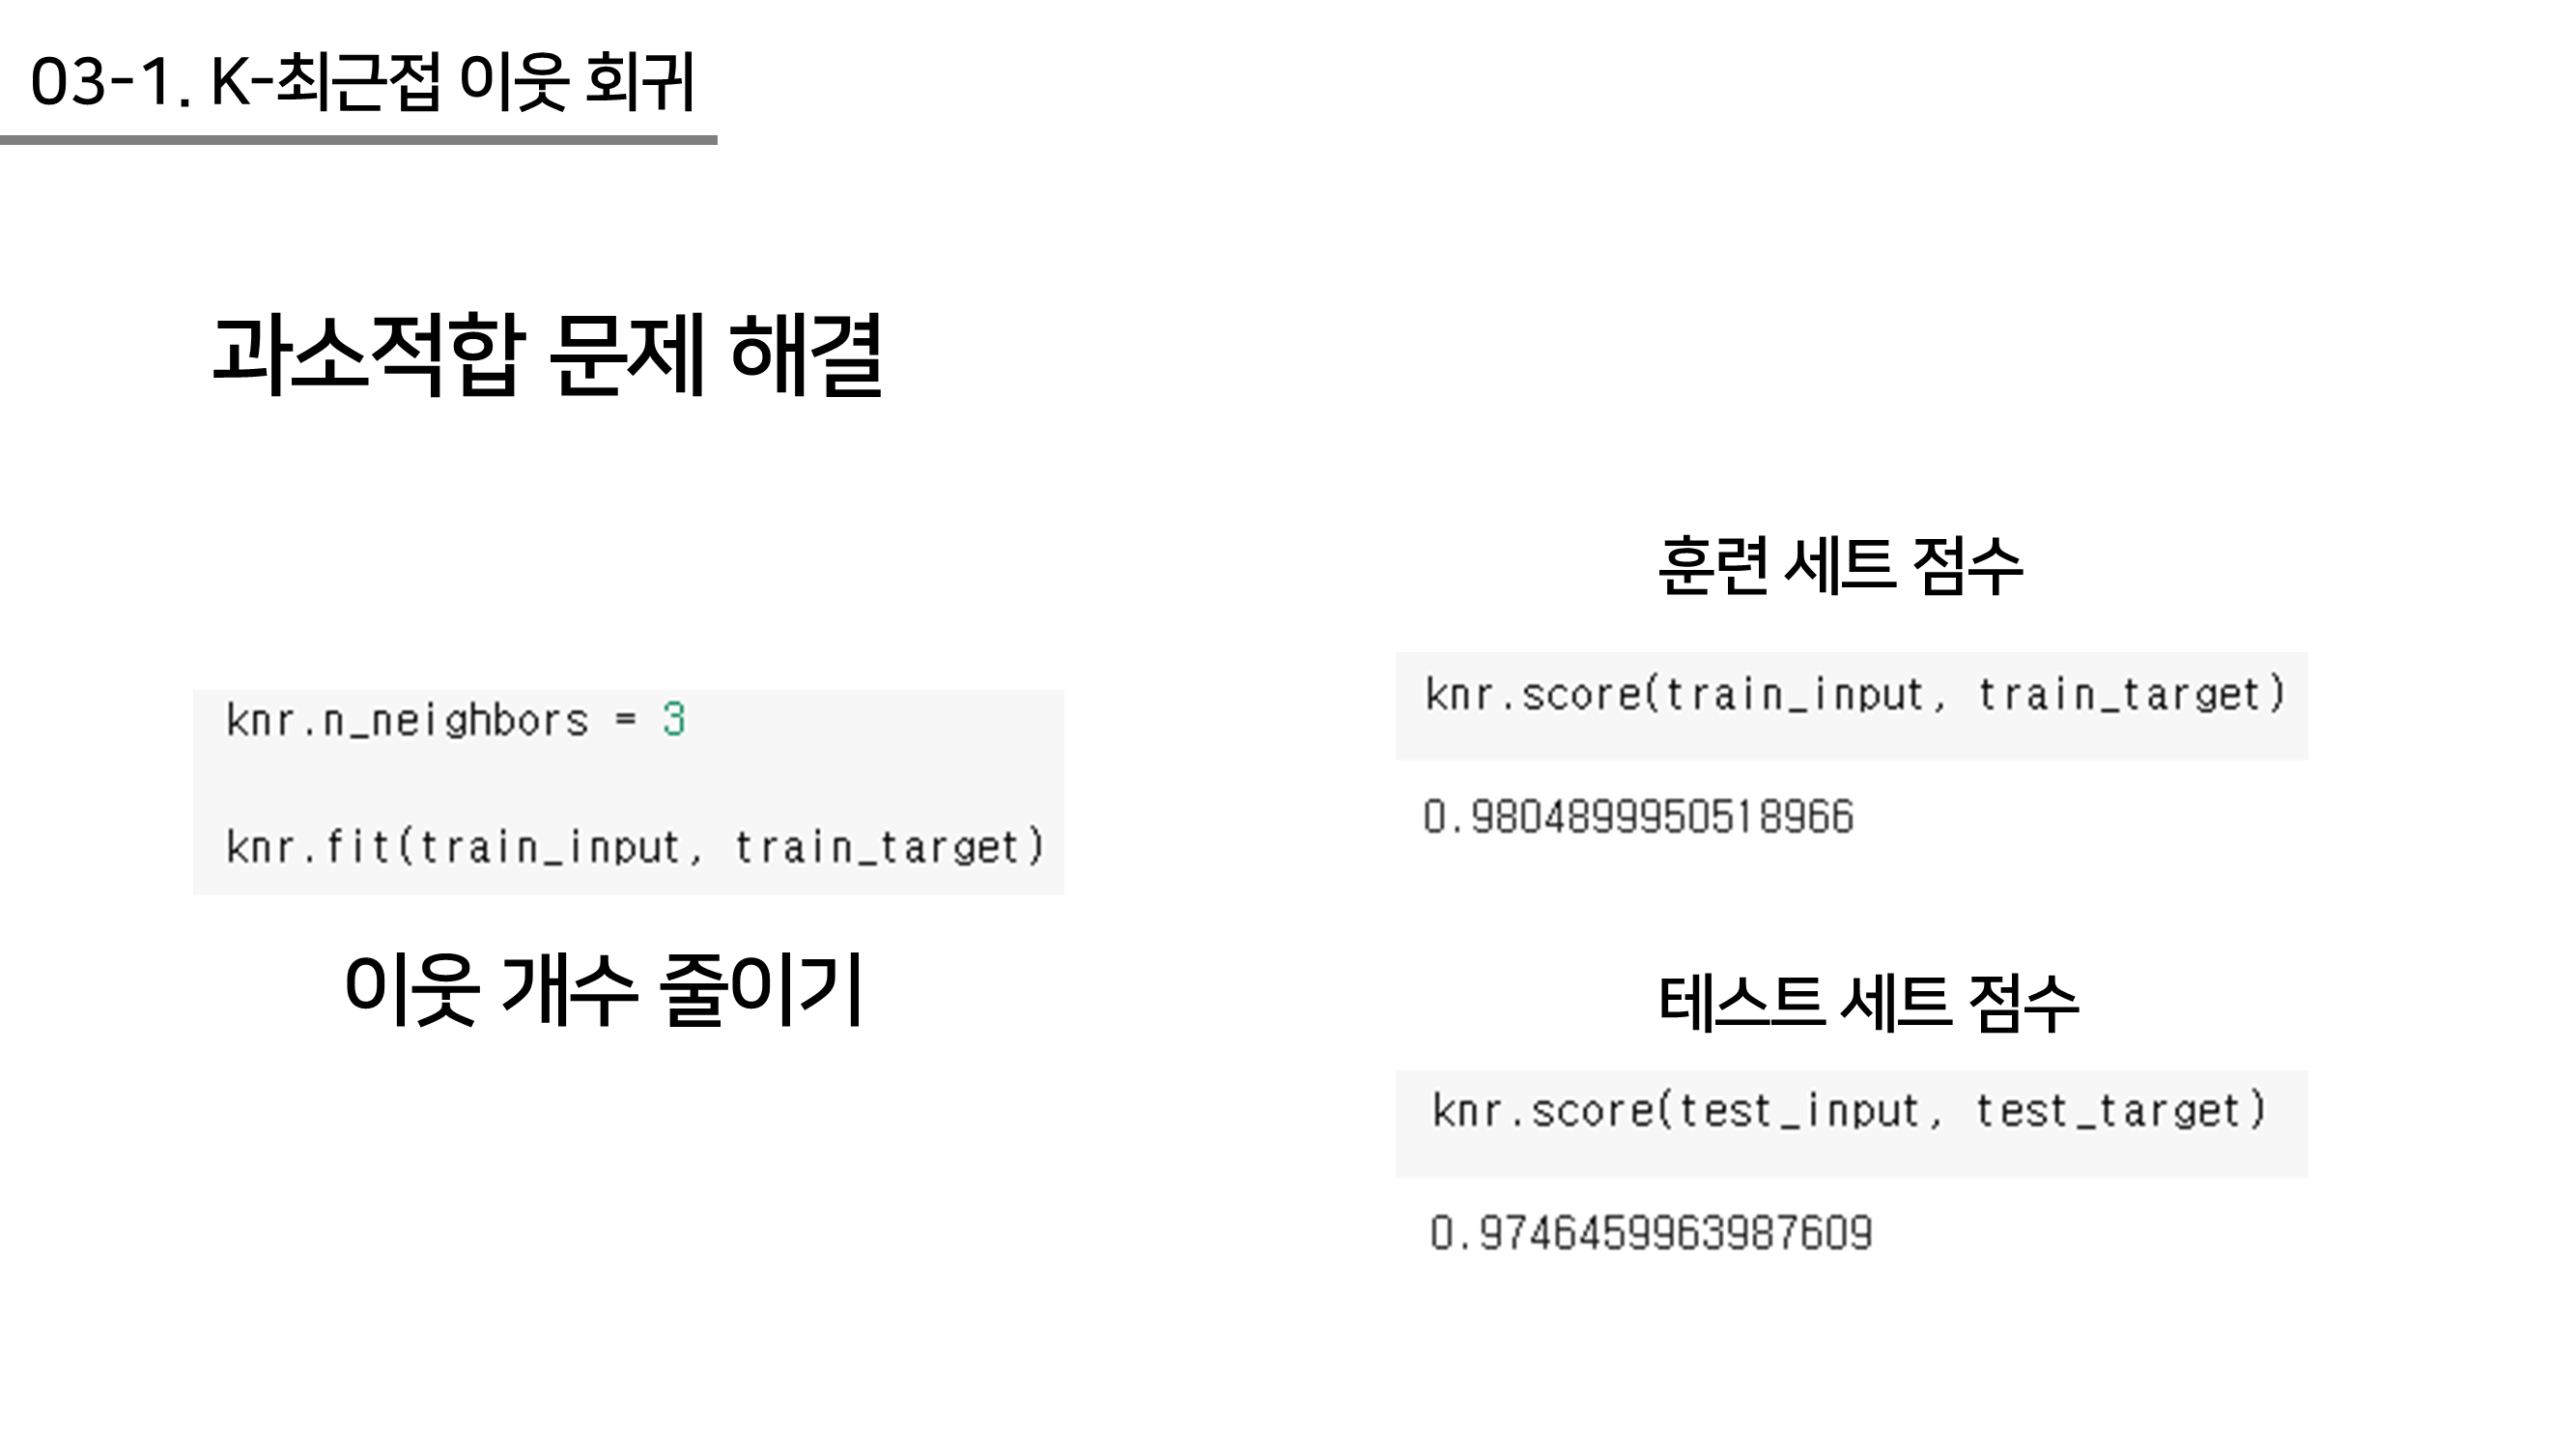 03-1. K-최근접 이웃 회귀
과소적합 문제 해결
knr.n_neighbors = 3
knr.fit(train_input, train_target)
이웃 개수 줄이기
훈련 세트 점수
knr.score(train_input, train_target)
0.9804899950518966
테스트 세트 점수
knr.score(test_input, test_target)
0.9746459963987609